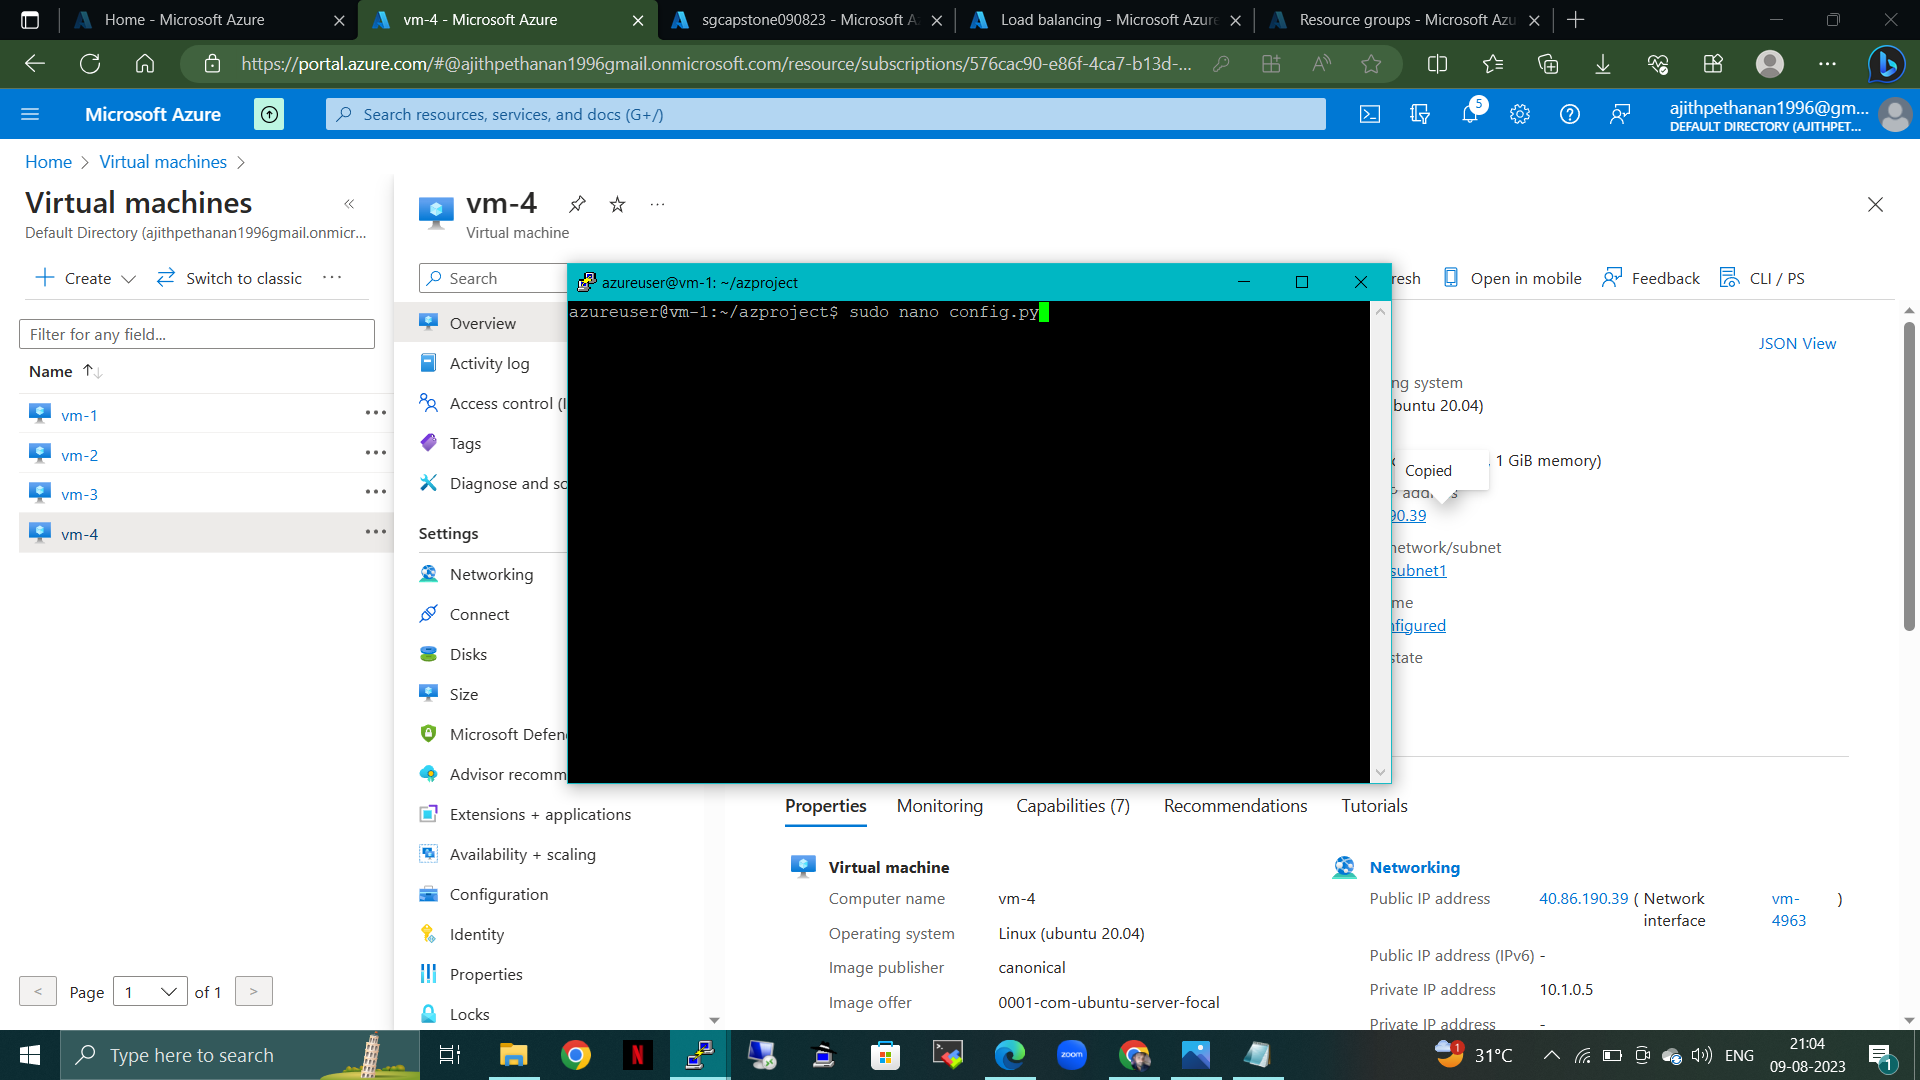 Home - Microsoft Azure
vm-4 - Microsoft Azure
sgcapstone090823 - Microsoft A
Load balancing - Microsoft Azure
Resource groups - Microsoft Azu
https://portal.azure.com/#@ajithpethanan1996gmail.onmicrosoft.com/resource/subscriptions/576cac90-e86f-4ca7-b13d-...
Microsoft Azure
Search resources, services, and docs (G+/)
5
ajithpethanan1996@gm...
DEFAULT DIRECTORY (AJITHPET...
Home > Virtual machines >
Virtual machines
Default Directory (ajithpethanan1996gmail.onmicr...
Create
Switch to classic
Filter for any field...
Name
vm-1
vm-2
vm-3
vm-4
< Page 1 of 1 >
vm-4
Virtual machine
Search
Overview
Activity log
Access control (I
Tags
Diagnose and so
Settings
Networking
Connect
Disks
Size
Microsoft Defen
Advisor recomm
Extensions + applications
Availability + scaling
Configuration
Identity
Properties
Locks
azureuser@vm-1: ~/azproject
azureuser@vm-1:~/azproject$ sudo nano config.py
resh
Open in mobile
Feedback
CLI / PS
JSON View
ng system
buntu 20.04)
, 1 GiB memory)
Copied
P address
90.39
network/subnet
subnet1
me
nfigured
state
Properties
Monitoring
Capabilities (7)
Recommendations
Tutorials
Virtual machine
Computer name vm-4
Operating system Linux (ubuntu 20.04)
Image publisher canonical
Image offer 0001-com-ubuntu-server-focal
Networking
Public IP address 40.86.190.39 ( Network interface vm-4963 )
Public IP address (IPv6) -
Private IP address 10.1.0.5
Private IP address -
Type here to search
zoom
1
31°C
ENG
21:04
09-08-2023
1